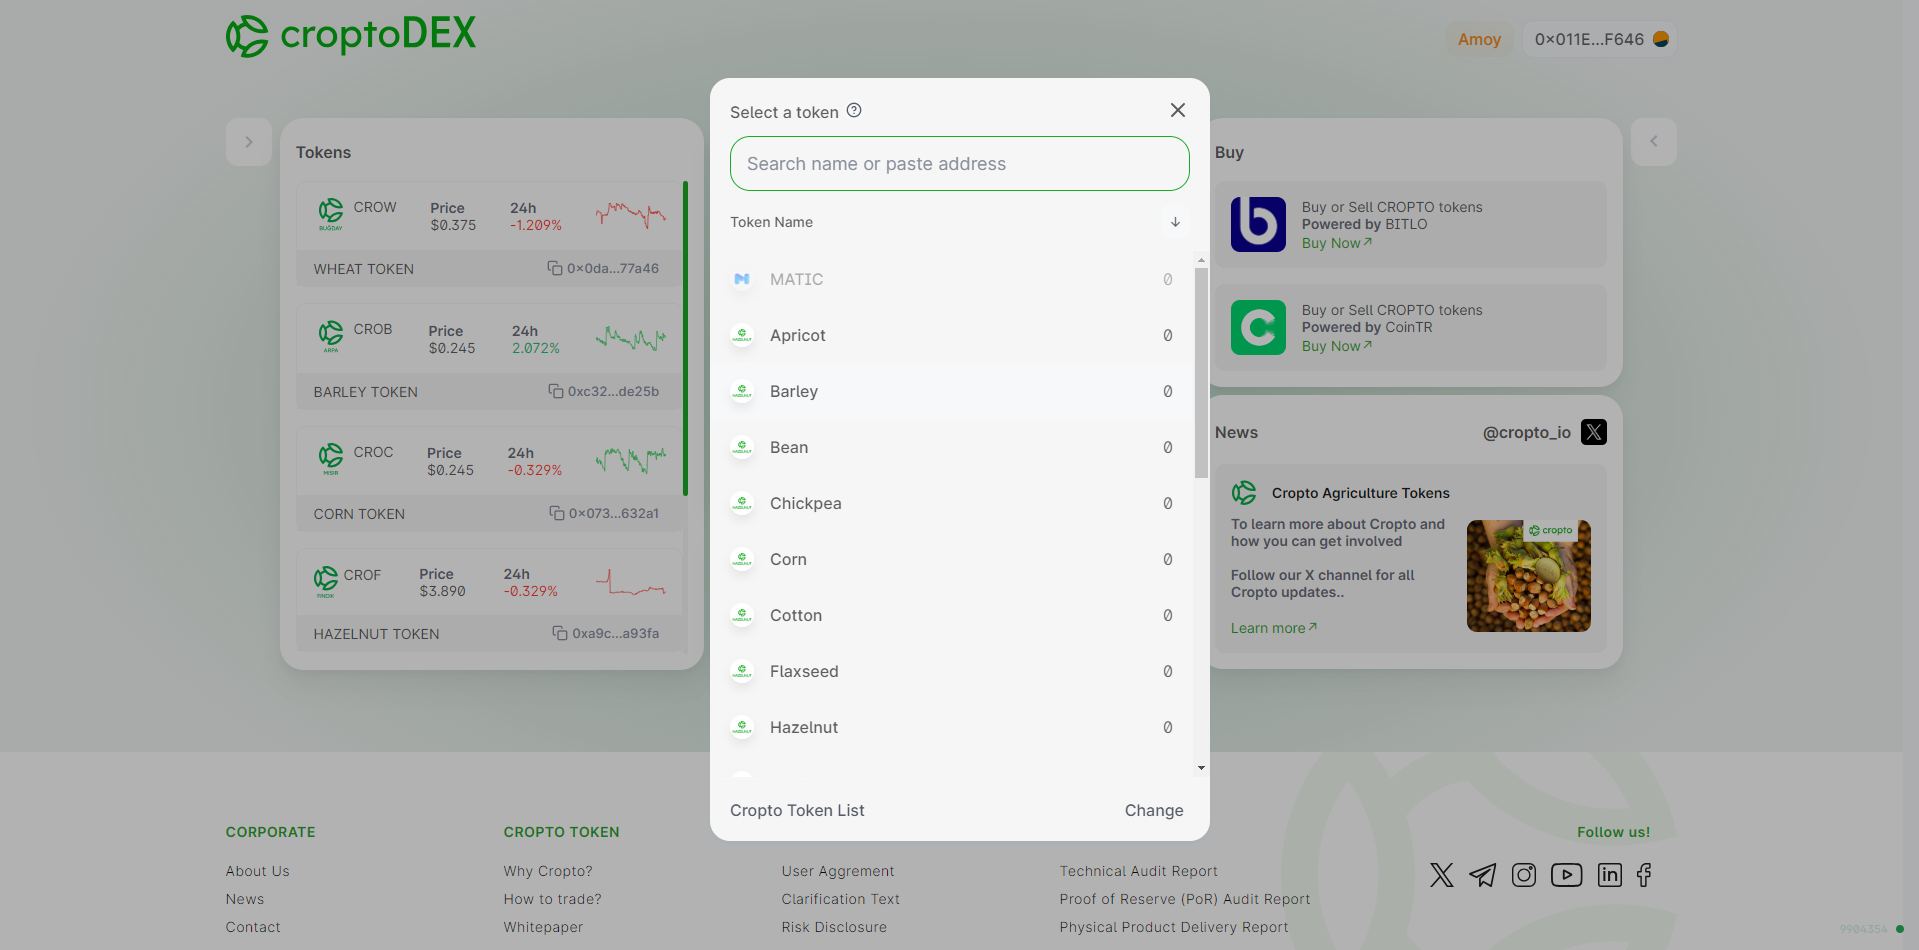 croptoDEX
Amoy
0x011E...F646
Tokens
CROW
Price
$0.375
24h
-1.209%
BUĞDAY
WHEAT TOKEN
0x0da...77a46
CROB
Price
$0.245
24h
2.072%
ARPA
BARLEY TOKEN
0xc32...de25b
CROC
Price
$0.245
24h
-0.329%
MISIR
CORN TOKEN
0x073...632a1
CROF
Price
$3.890
24h
-0.329%
FINDIK
HAZELNUT TOKEN
0xa9c...a93fa
Select a token
Search name or paste address
Token Name
MATIC 0
Apricot 0
Barley 0
Bean 0
Chickpea 0
Corn 0
Cotton 0
Flaxseed 0
Hazelnut 0
Cropto Token List
Change
Buy
Buy or Sell CROPTO tokens
Powered by BITLO
Buy Now
Buy or Sell CROPTO tokens
Powered by CoinTR
Buy Now
News
@cropto_io
Cropto Agriculture Tokens
To learn more about Cropto and
how you can get involved
Follow our X channel for all
Cropto updates..
Learn more
cropto
CORPORATE
About Us
News
Contact
CROPTO TOKEN
Why Cropto?
How to trade?
Whitepaper
User Aggrement
Clarification Text
Risk Disclosure
Technical Audit Report
Proof of Reserve (PoR) Audit Report
Physical Product Delivery Report
Follow us!
9904354